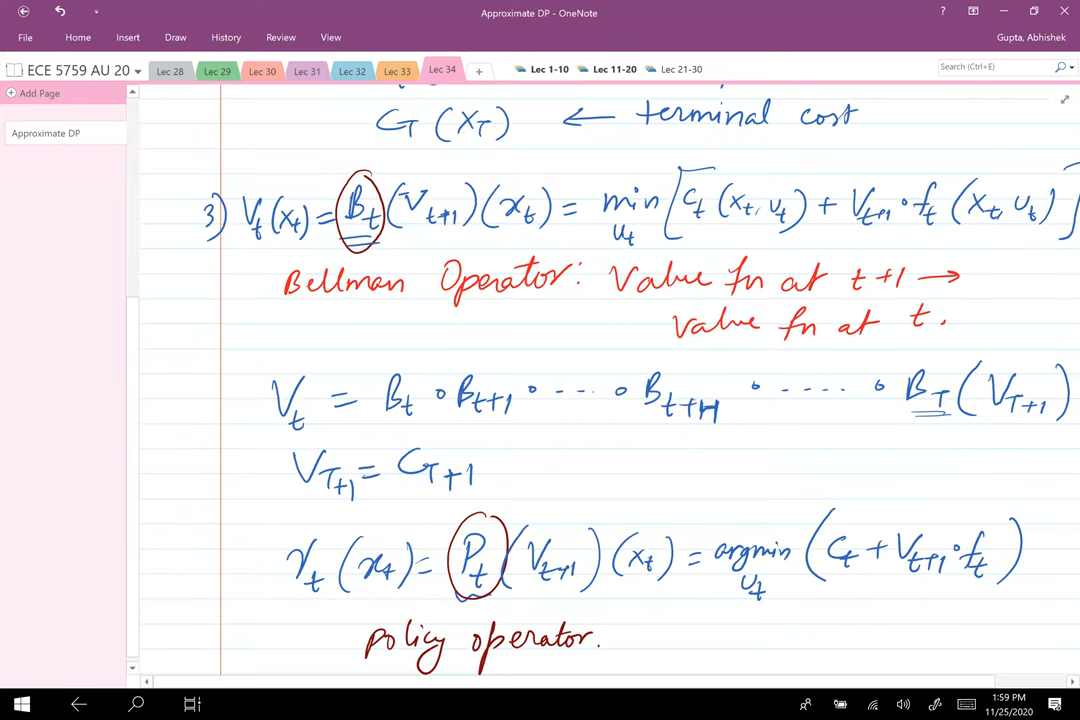 Approximate DP - OneNote
?
File Home Insert Draw History Review View
Gupta, Abhishek
ECE 5759 AU 20
Lec 28 Lec 29 Lec 30 Lec 31 Lec 32 Lec 33 Lec 34 + Lec 1-10 Lec 11-20 Lec 21-30
Search (Ctrl+E)
Add Page
Approximate DP
C_T (x_T) ← terminal cost
3) V_t(x_t) = B_t (V_{t+1})(x_t) = min_{u_t} [ C_t (x_t, u_t) + V_{t+1} ∘ f_t (x_t, u_t) ]
Bellman Operator: Value fn at t+1 →
value fn at t.
V_t = B_t ∘ B_{t+1} ∘ --- ∘ B_{t+H} ∘ ----- ∘ B_T (V_{T+1})
V_{T+1} = C_{T+1}
γ_t (x_t) = P_t (V_{t+1})(x_t) = argmin_{u_t} (C_t + V_{t+1} ∘ f_t)
policy operator.
1:59 PM
11/25/2020